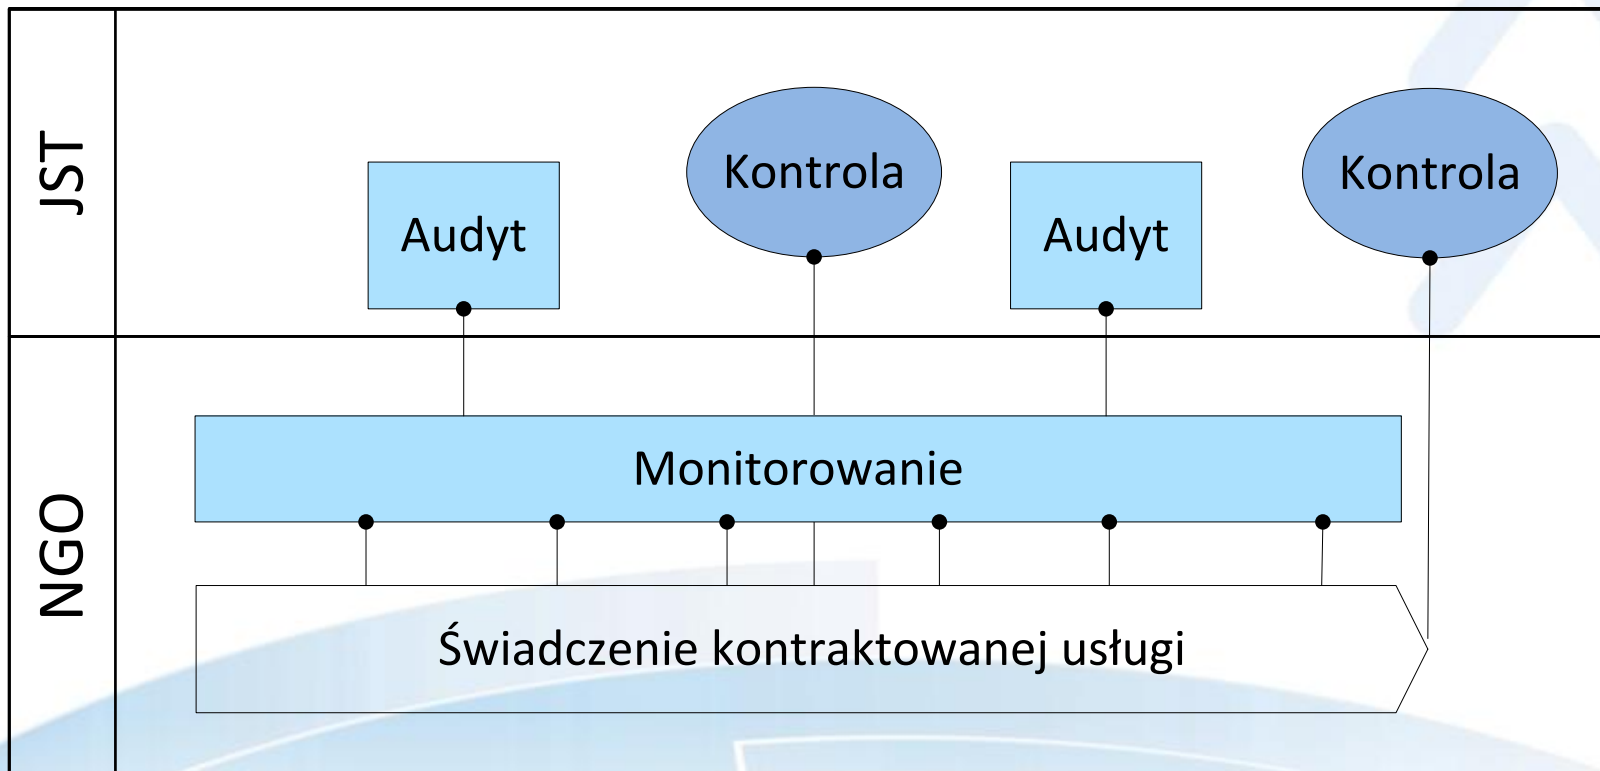 JST
Audyt
Kontrola
Audyt
Kontrola
NGO
Monitorowanie
Świadczenie kontraktowanej usługi